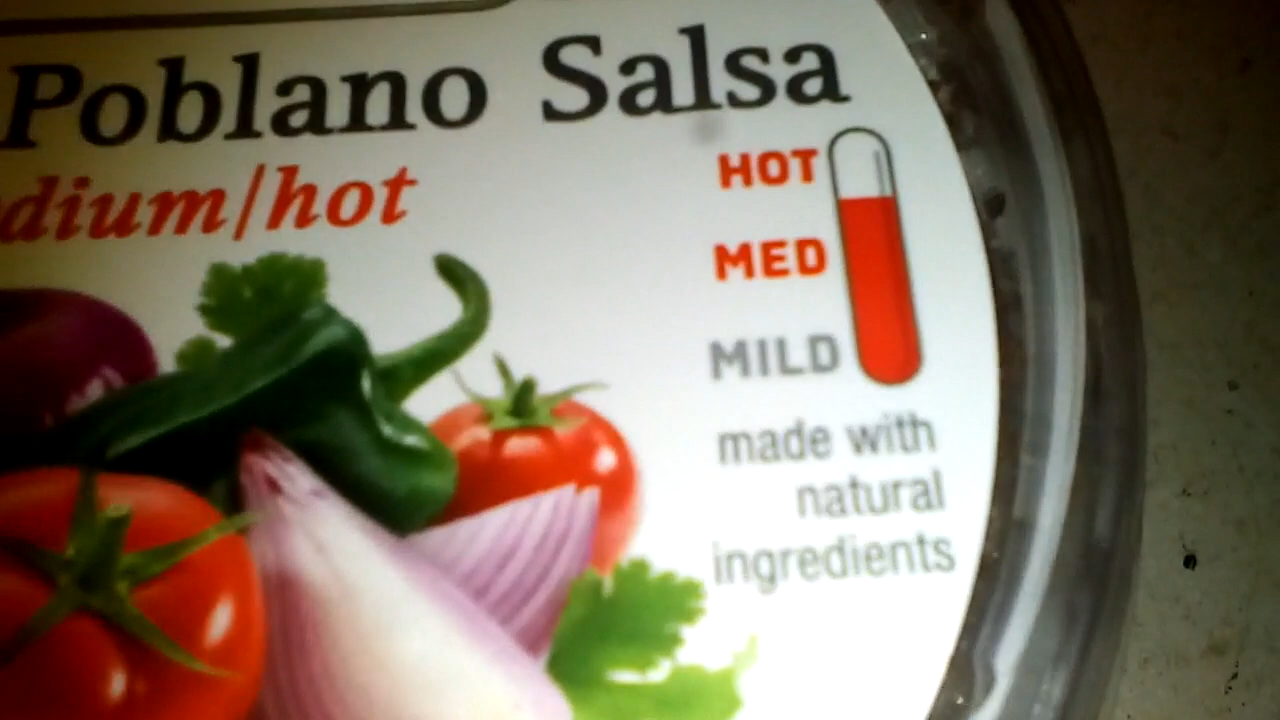 Poblano Salsa
dium/hot
HOT
MED
MILD
made with
natural
ingredients